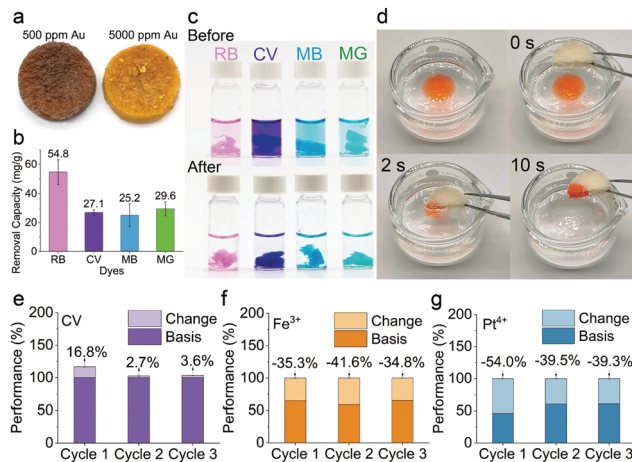 a
500 ppm Au
5000 ppm Au
b
Removal Capacity (mg/g)
60
40
20
0
54.8
27.1
25.2
29.6
RB
CV
MB
MG
Dyes
c
Before
RB
CV
MB
MG
After
d
0 s
2 s
10 s
e
CV
Change
Basis
Performance (%)
200
150
100
50
0
16.8%
2.7%
3.6%
Cycle 1
Cycle 2
Cycle 3
f
Fe3+
Change
Basis
Performance (%)
200
150
100
50
0
-35.3%
-41.6%
-34.8%
Cycle 1
Cycle 2
Cycle 3
g
Pt4+
Change
Basis
Performance (%)
200
150
100
50
0
-54.0%
-39.5%
-39.3%
Cycle 1
Cycle 2
Cycle 3